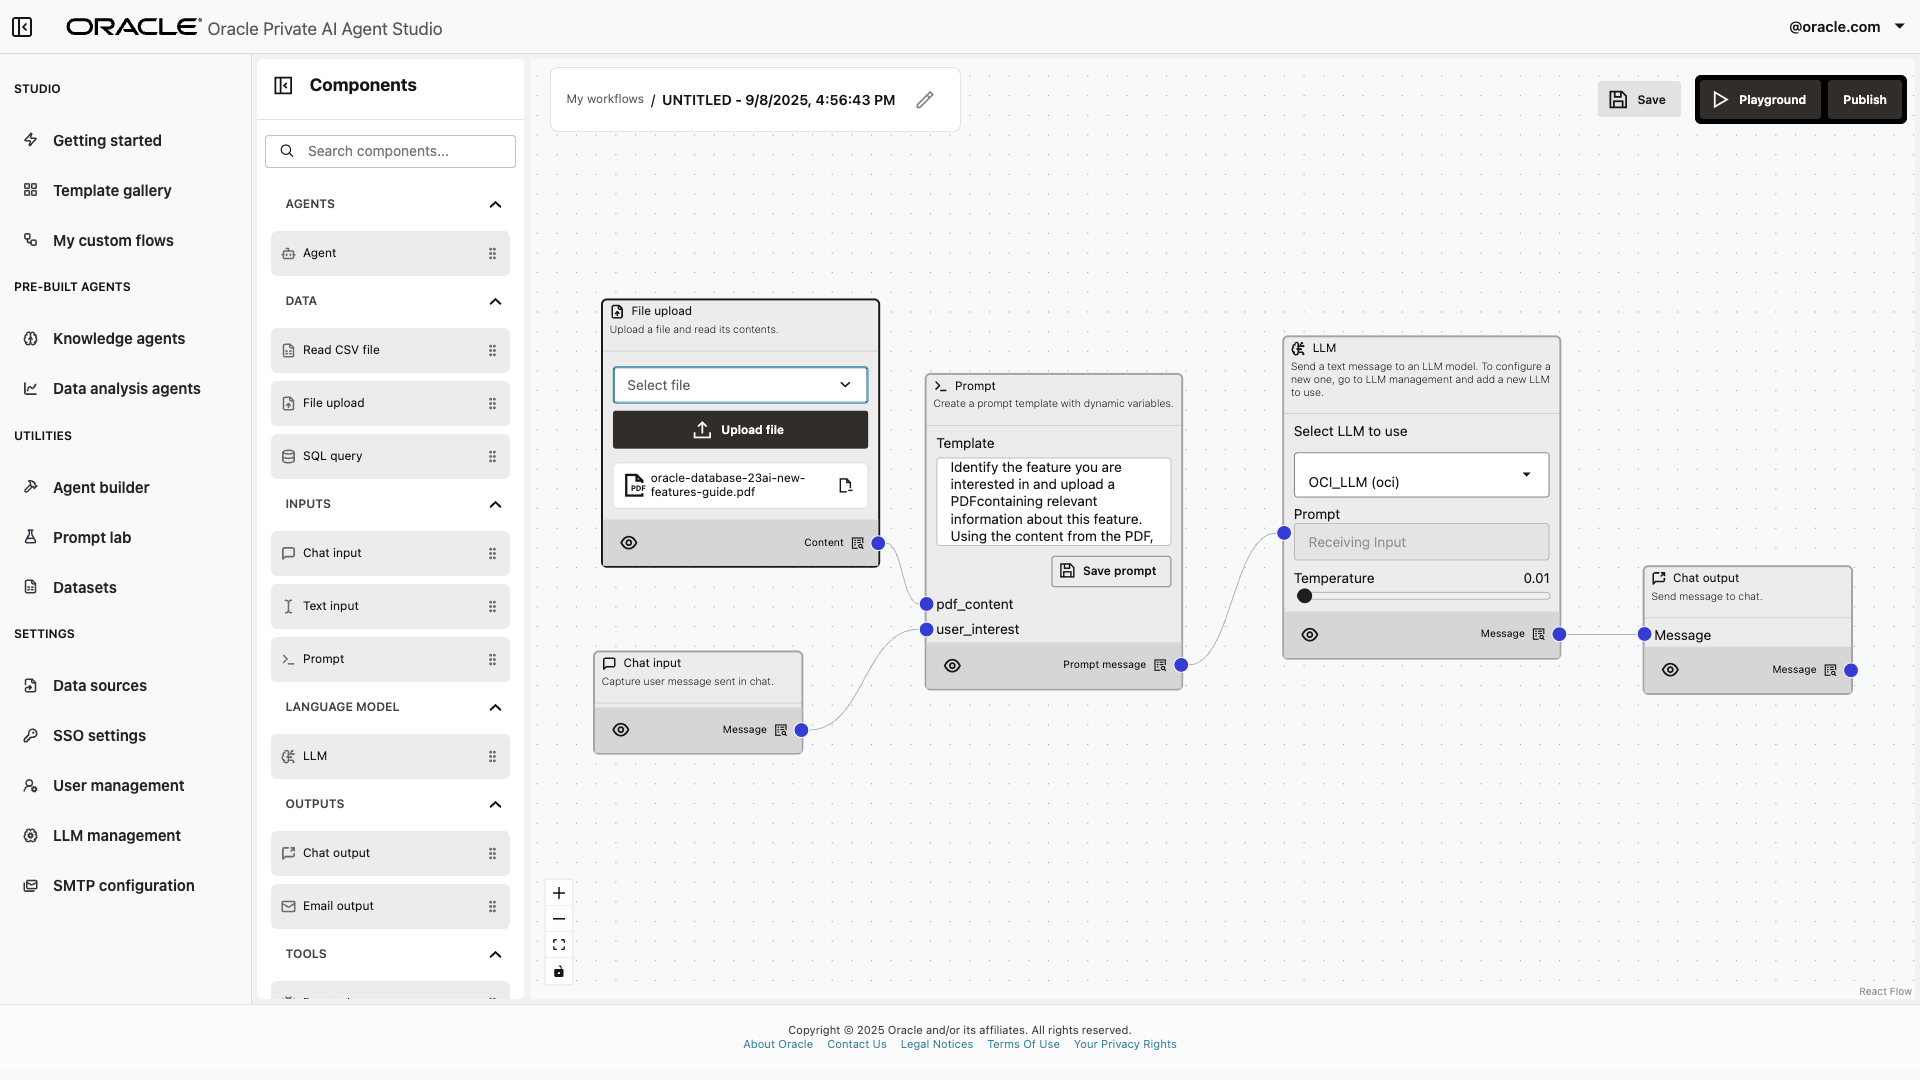 ORACLE Oracle Private AI Agent Studio
@oracle.com
STUDIO
Getting started
Template gallery
My custom flows
PRE-BUILT AGENTS
Knowledge agents
Data analysis agents
UTILITIES
Agent builder
Prompt lab
Datasets
SETTINGS
Data sources
SSO settings
User management
LLM management
SMTP configuration
Components
Search components...
AGENTS
Agent
DATA
Read CSV file
File upload
SQL query
INPUTS
Chat input
Text input
Prompt
LANGUAGE MODEL
LLM
OUTPUTS
Chat output
Email output
TOOLS
My workflows / UNTITLED - 9/8/2025, 4:56:43 PM
Save
Playground
Publish
File upload
Upload a file and read its contents.
Select file
Upload file
PDF
oracle-database-23ai-new-
features-guide.pdf
Content
Chat input
Capture user message sent in chat.
Message
Prompt
Create a prompt template with dynamic variables.
Template
Identify the feature you are
interested in and upload a
PDFcontaining relevant
information about this feature.
Using the content from the PDF,
Save prompt
pdf_content
user_interest
Prompt message
LLM
Send a text message to an LLM model. To configure a
new one, go to LLM management and add a new LLM
to use.
Select LLM to use
OCI_LLM (oci)
Prompt
Receiving Input
Temperature 0.01
Message
Chat output
Send message to chat.
Message
Message
React Flow
Copyright © 2025 Oracle and/or its affiliates. All rights reserved.
About Oracle Contact Us Legal Notices Terms Of Use Your Privacy Rights